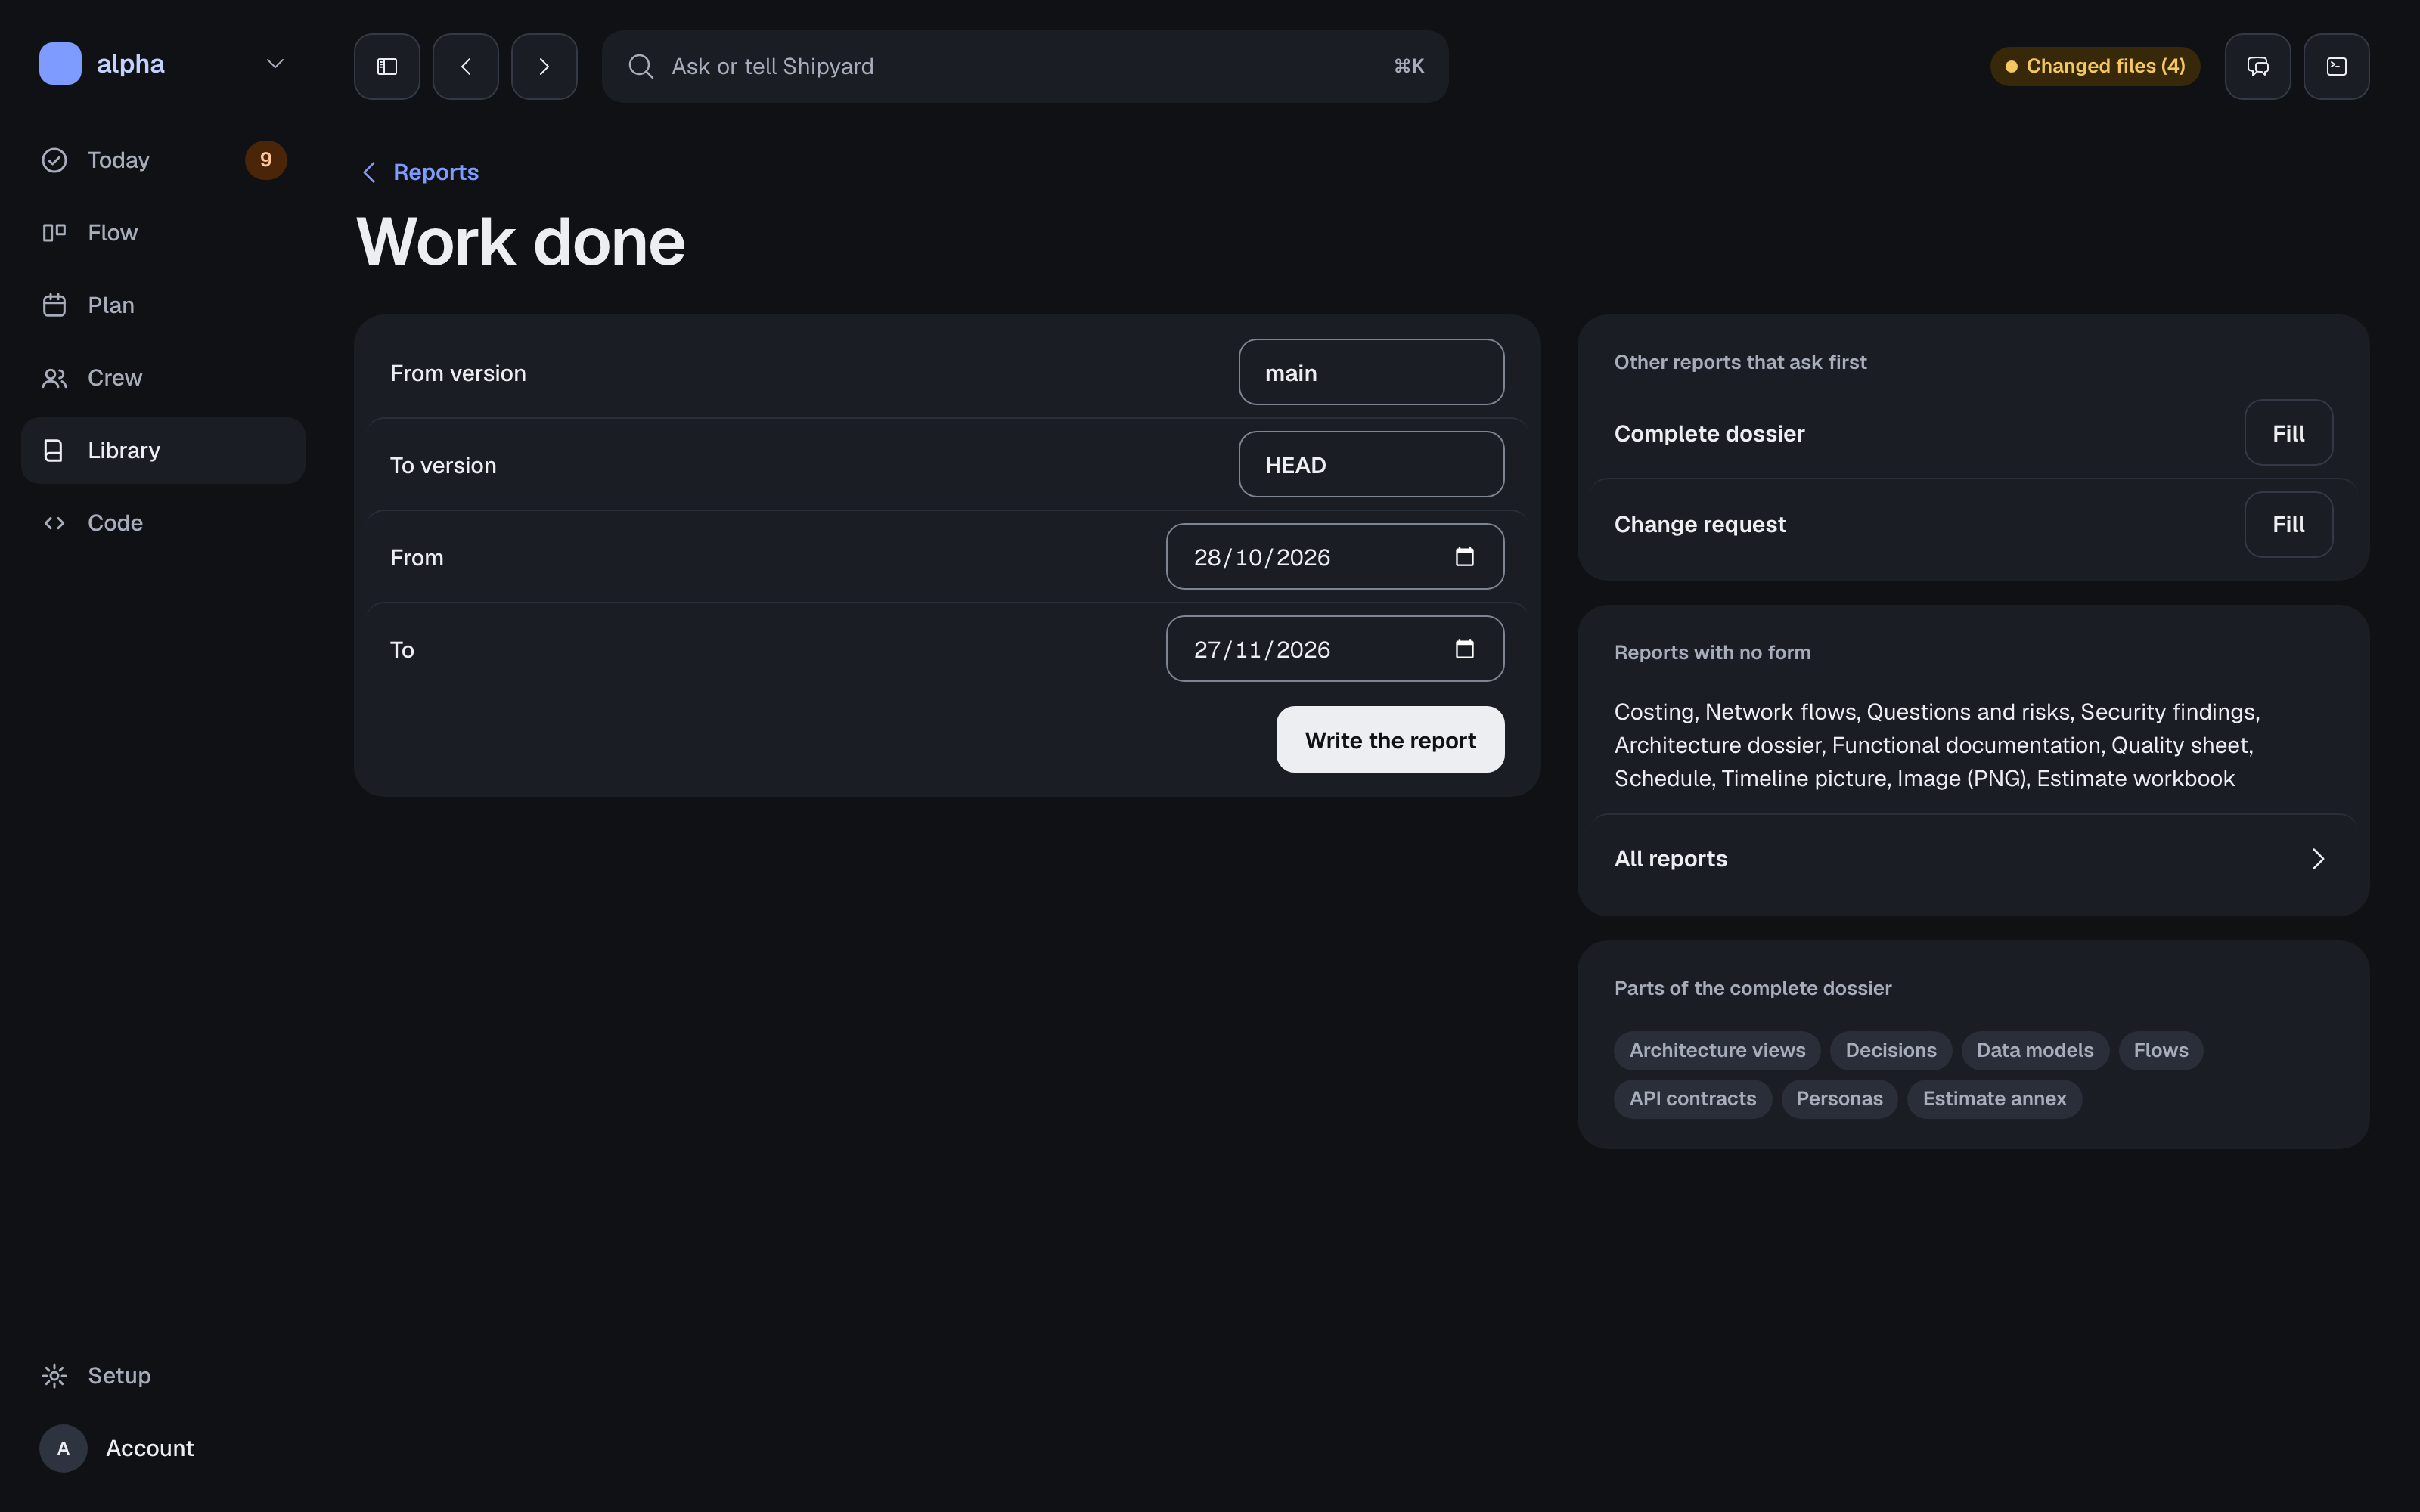 alpha
Ask or tell Shipyard
⌘K
Changed files (4)
Today
9
Flow
Plan
Crew
Library
Code
Setup
A
Account
Reports
Work done
From version
main
To version
HEAD
From
28/10/2026
To
27/11/2026
Write the report
Other reports that ask first
Complete dossier
Fill
Change request
Fill
Reports with no form
Costing, Network flows, Questions and risks, Security findings,
Architecture dossier, Functional documentation, Quality sheet,
Schedule, Timeline picture, Image (PNG), Estimate workbook
All reports
Parts of the complete dossier
Architecture views
Decisions
Data models
Flows
API contracts
Personas
Estimate annex